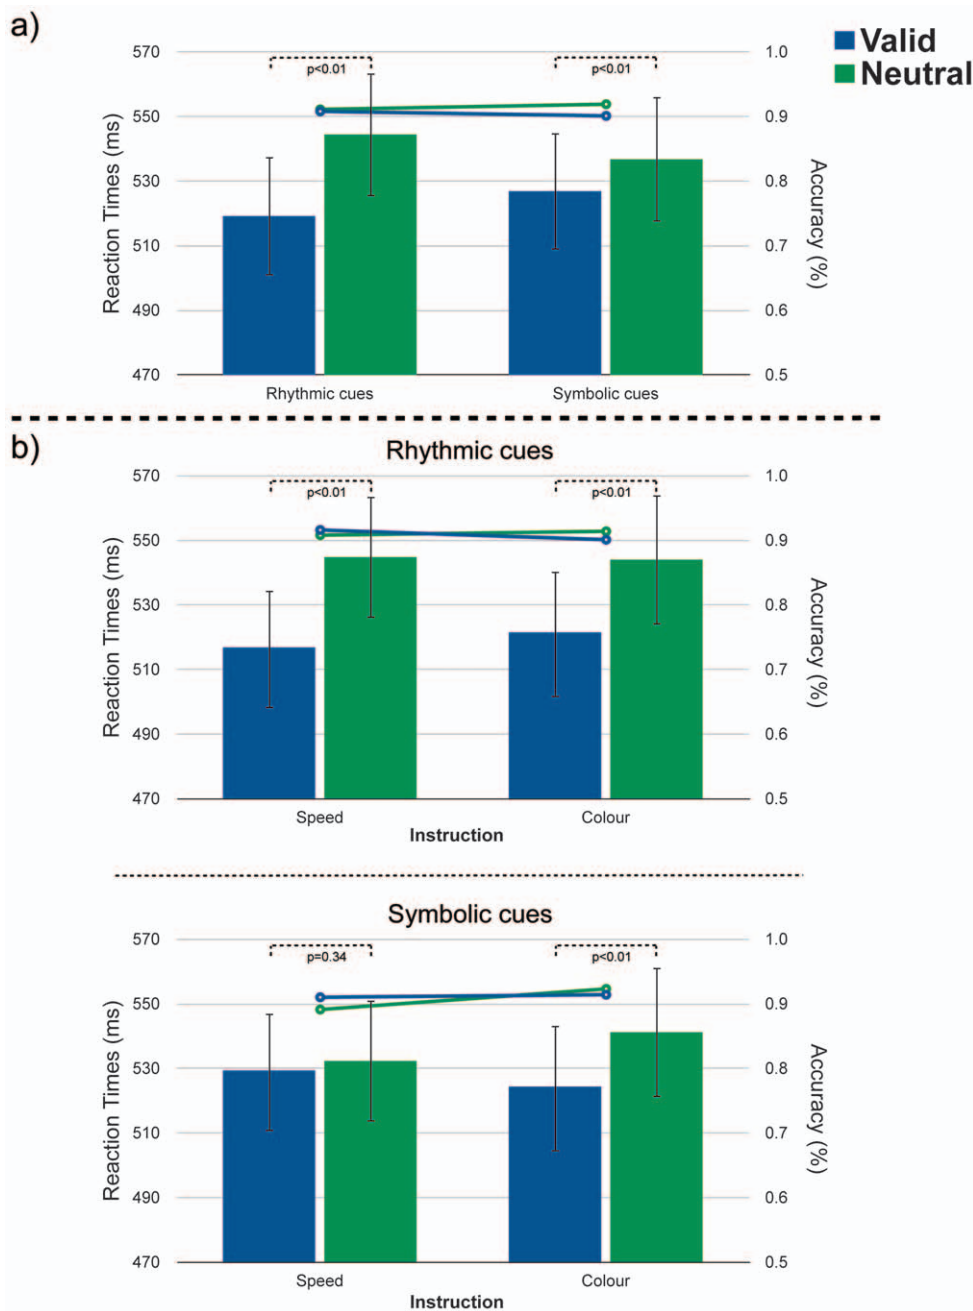 a)
Valid
Neutral
570
550
530
510
490
470
Reaction Times (ms)
p<0.01
p<0.01
1.0
0.9
0.8
0.7
0.6
0.5
Accuracy (%)
Rhythmic cues
Symbolic cues
b)
Rhythmic cues
570
550
530
510
490
470
Reaction Times (ms)
p<0.01
p<0.01
1.0
0.9
0.8
0.7
0.6
0.5
Accuracy (%)
Speed
Colour
Instruction
Symbolic cues
570
550
530
510
490
470
Reaction Times (ms)
p=0.34
p<0.01
1.0
0.9
0.8
0.7
0.6
0.5
Accuracy (%)
Speed
Colour
Instruction